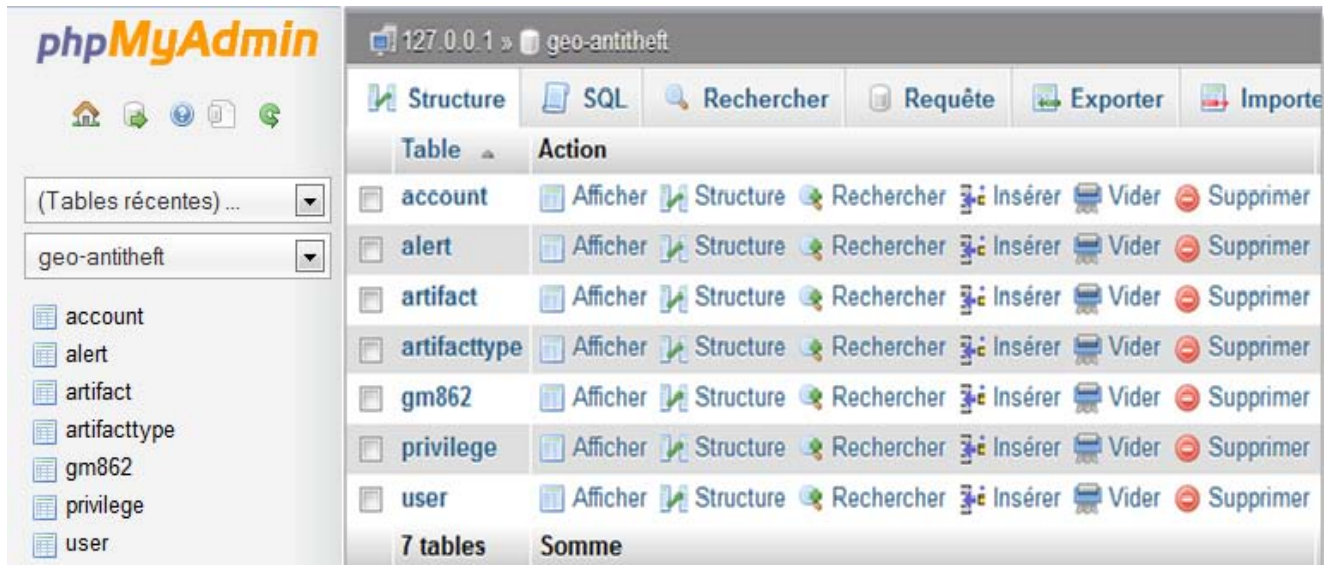 phpMyAdmin
(Tables récentes) ...
geo-antitheft
account
alert
artifact
artifacttype
gm862
privilege
user
127.0.0.1 » geo-antitheft
Structure SQL Rechercher Requête Exporter Importe
Table Action
account Afficher Structure Rechercher Insérer Vider Supprimer
alert Afficher Structure Rechercher Insérer Vider Supprimer
artifact Afficher Structure Rechercher Insérer Vider Supprimer
artifacttype Afficher Structure Rechercher Insérer Vider Supprimer
gm862 Afficher Structure Rechercher Insérer Vider Supprimer
privilege Afficher Structure Rechercher Insérer Vider Supprimer
user Afficher Structure Rechercher Insérer Vider Supprimer
7 tables Somme